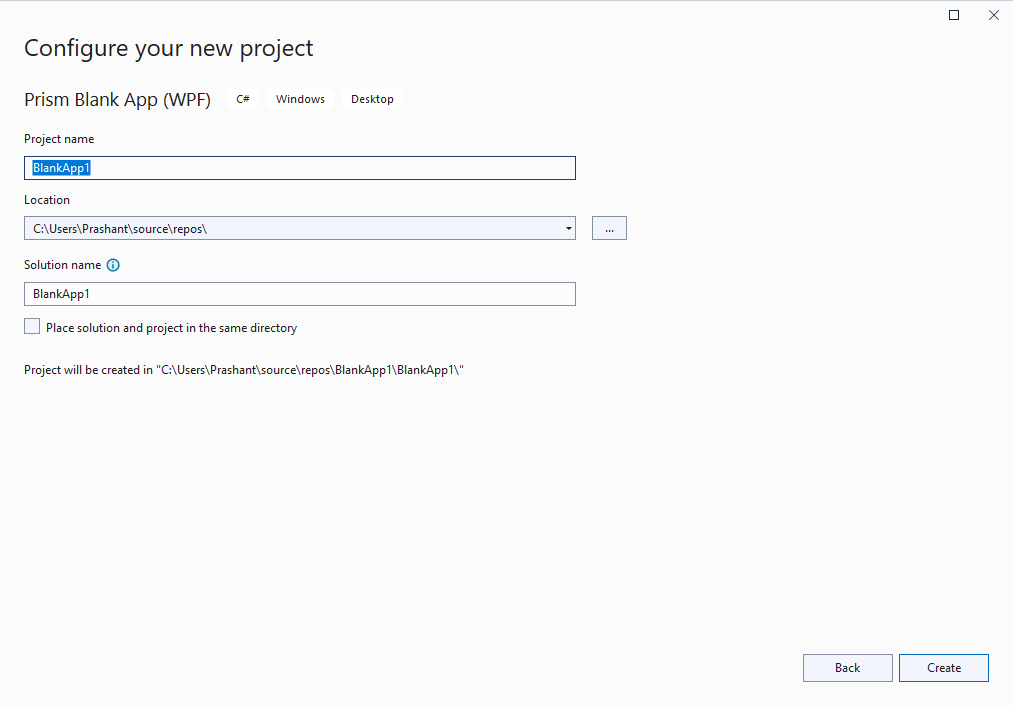 Configure your new project
Prism Blank App (WPF) C# Windows Desktop
Project name
BlankApp1
Location
C:\Users\Prashant\source\repos\
...
Solution name
BlankApp1
Place solution and project in the same directory
Project will be created in "C:\Users\Prashant\source\repos\BlankApp1\BlankApp1\"
Back Create